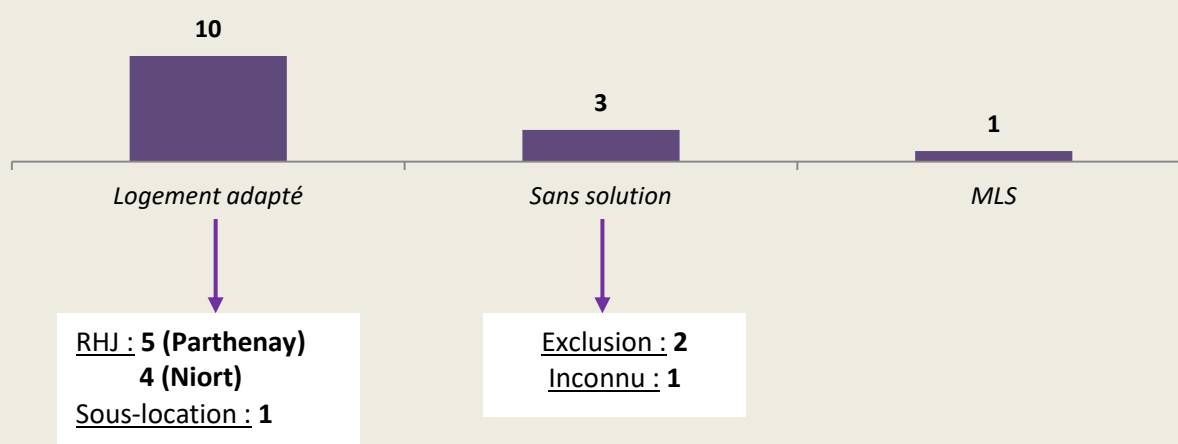 10
3
1
Logement adapté
Sans solution
MLS
RHJ : 5 (Parthenay)
4 (Niort)
Sous-location : 1
Exclusion : 2
Inconnu : 1